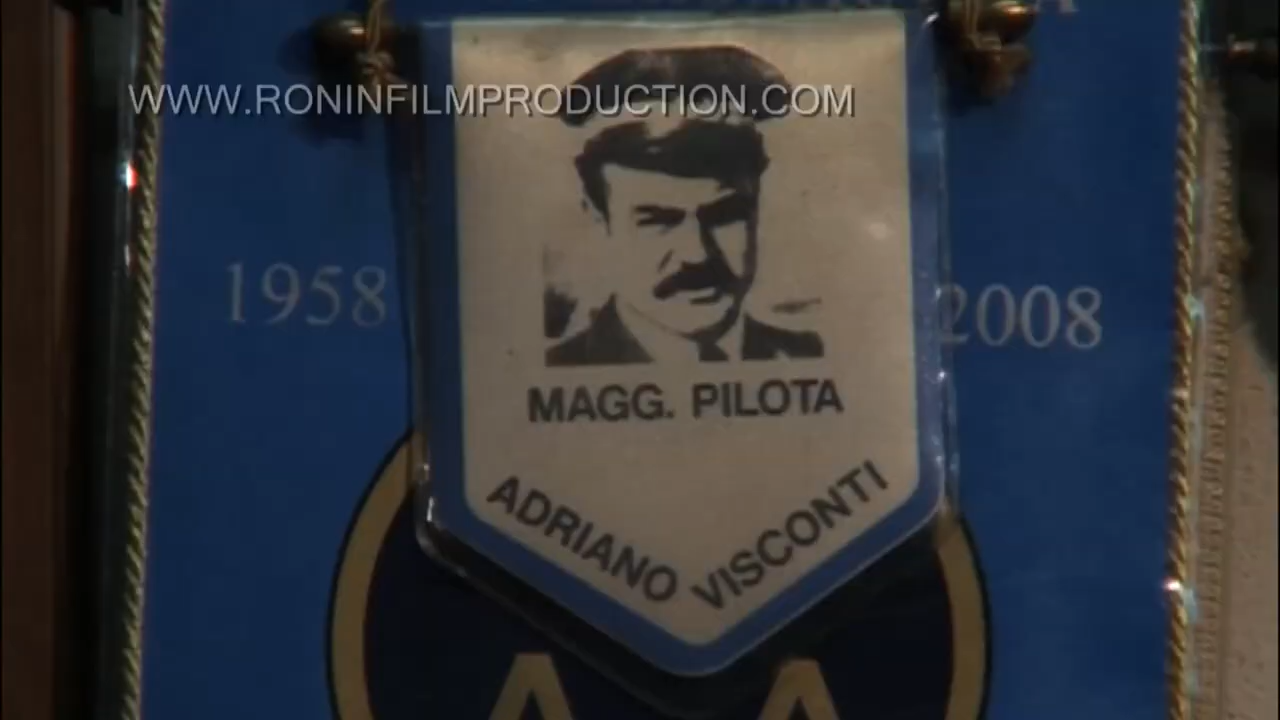 WWW.RONINFILMPRODUCTION.COM
1958
2008
MAGG. PILOTA
ADRIANO VISCONTI
A A